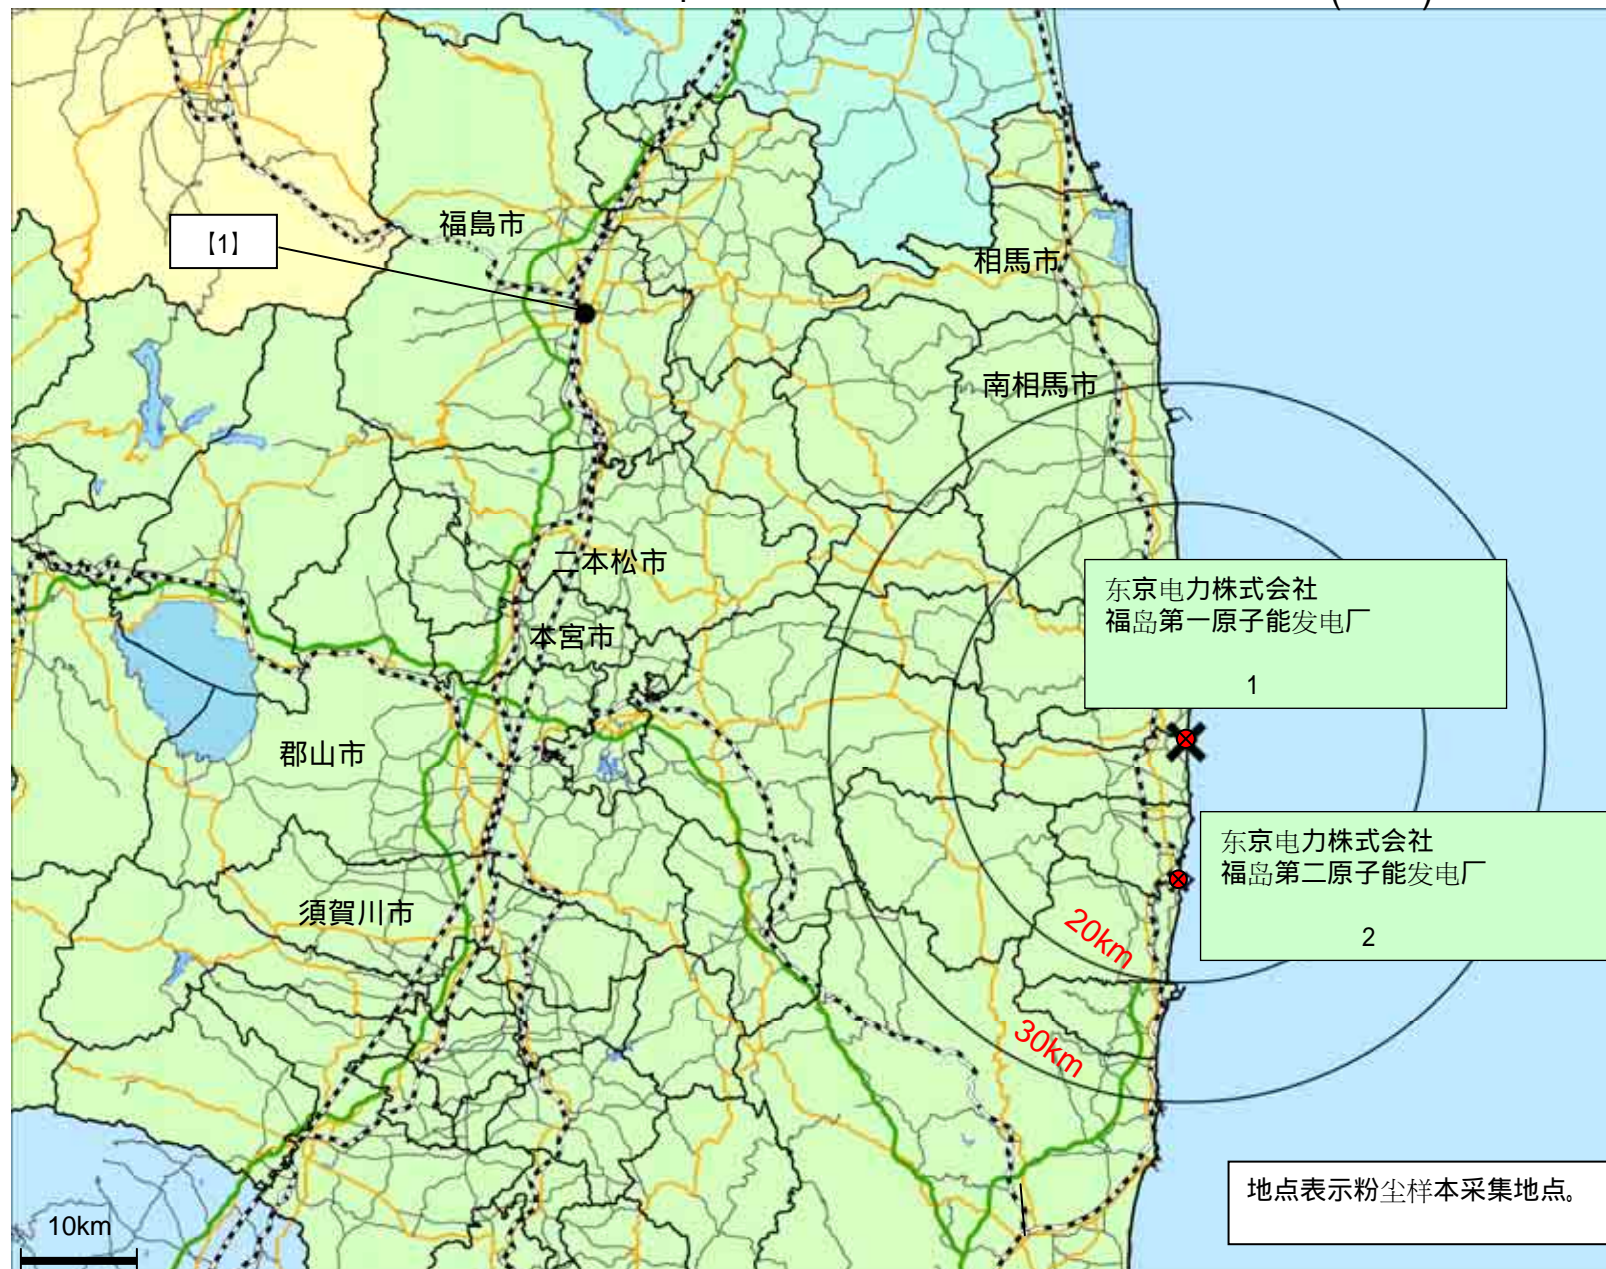 福島市
【1】
相馬市
南相馬市
二本松市
东京电力株式会社
福岛第一原子能发电厂
1
本宮市
郡山市
东京电力株式会社
福岛第二原子能发电厂
2
須賀川市
20km
30km
地点表示粉尘样本采集地点。
10km